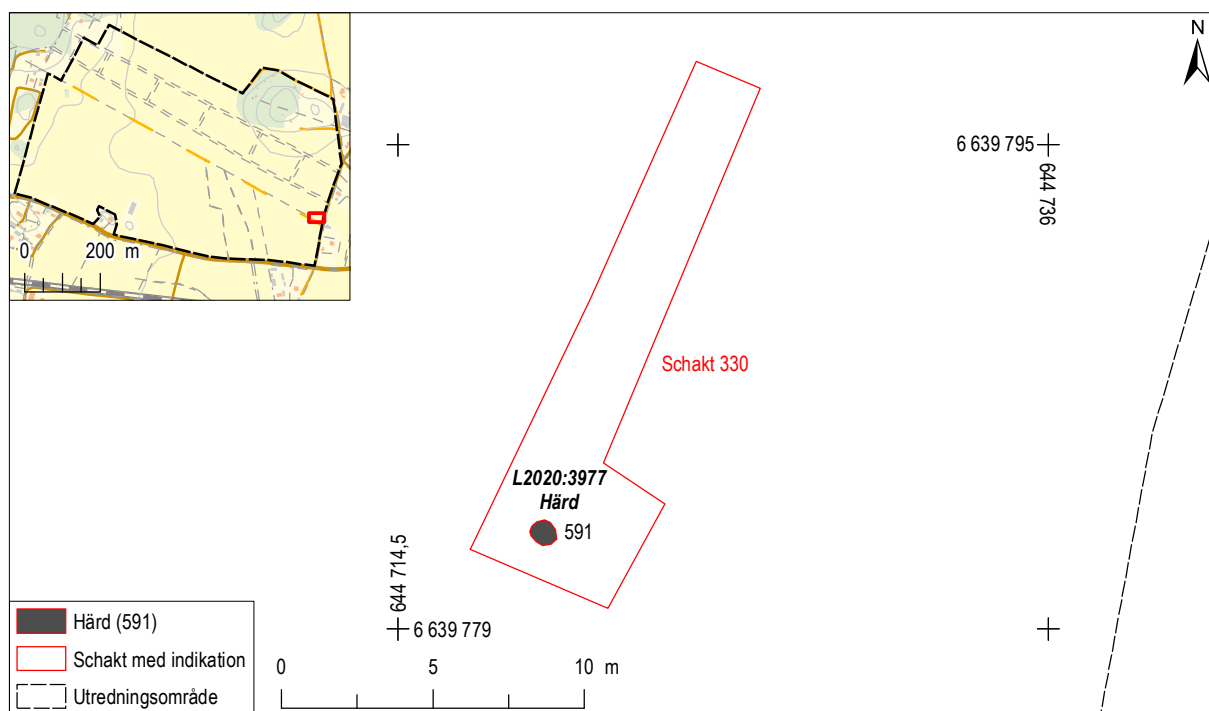 N
0 200 m
6 639 795
644 736
Schakt 330
L2020:3977
Härd
591
644 714,5
6 639 779
Härd (591)
Schakt med indikation
Utredningsområde
0 5 10 m